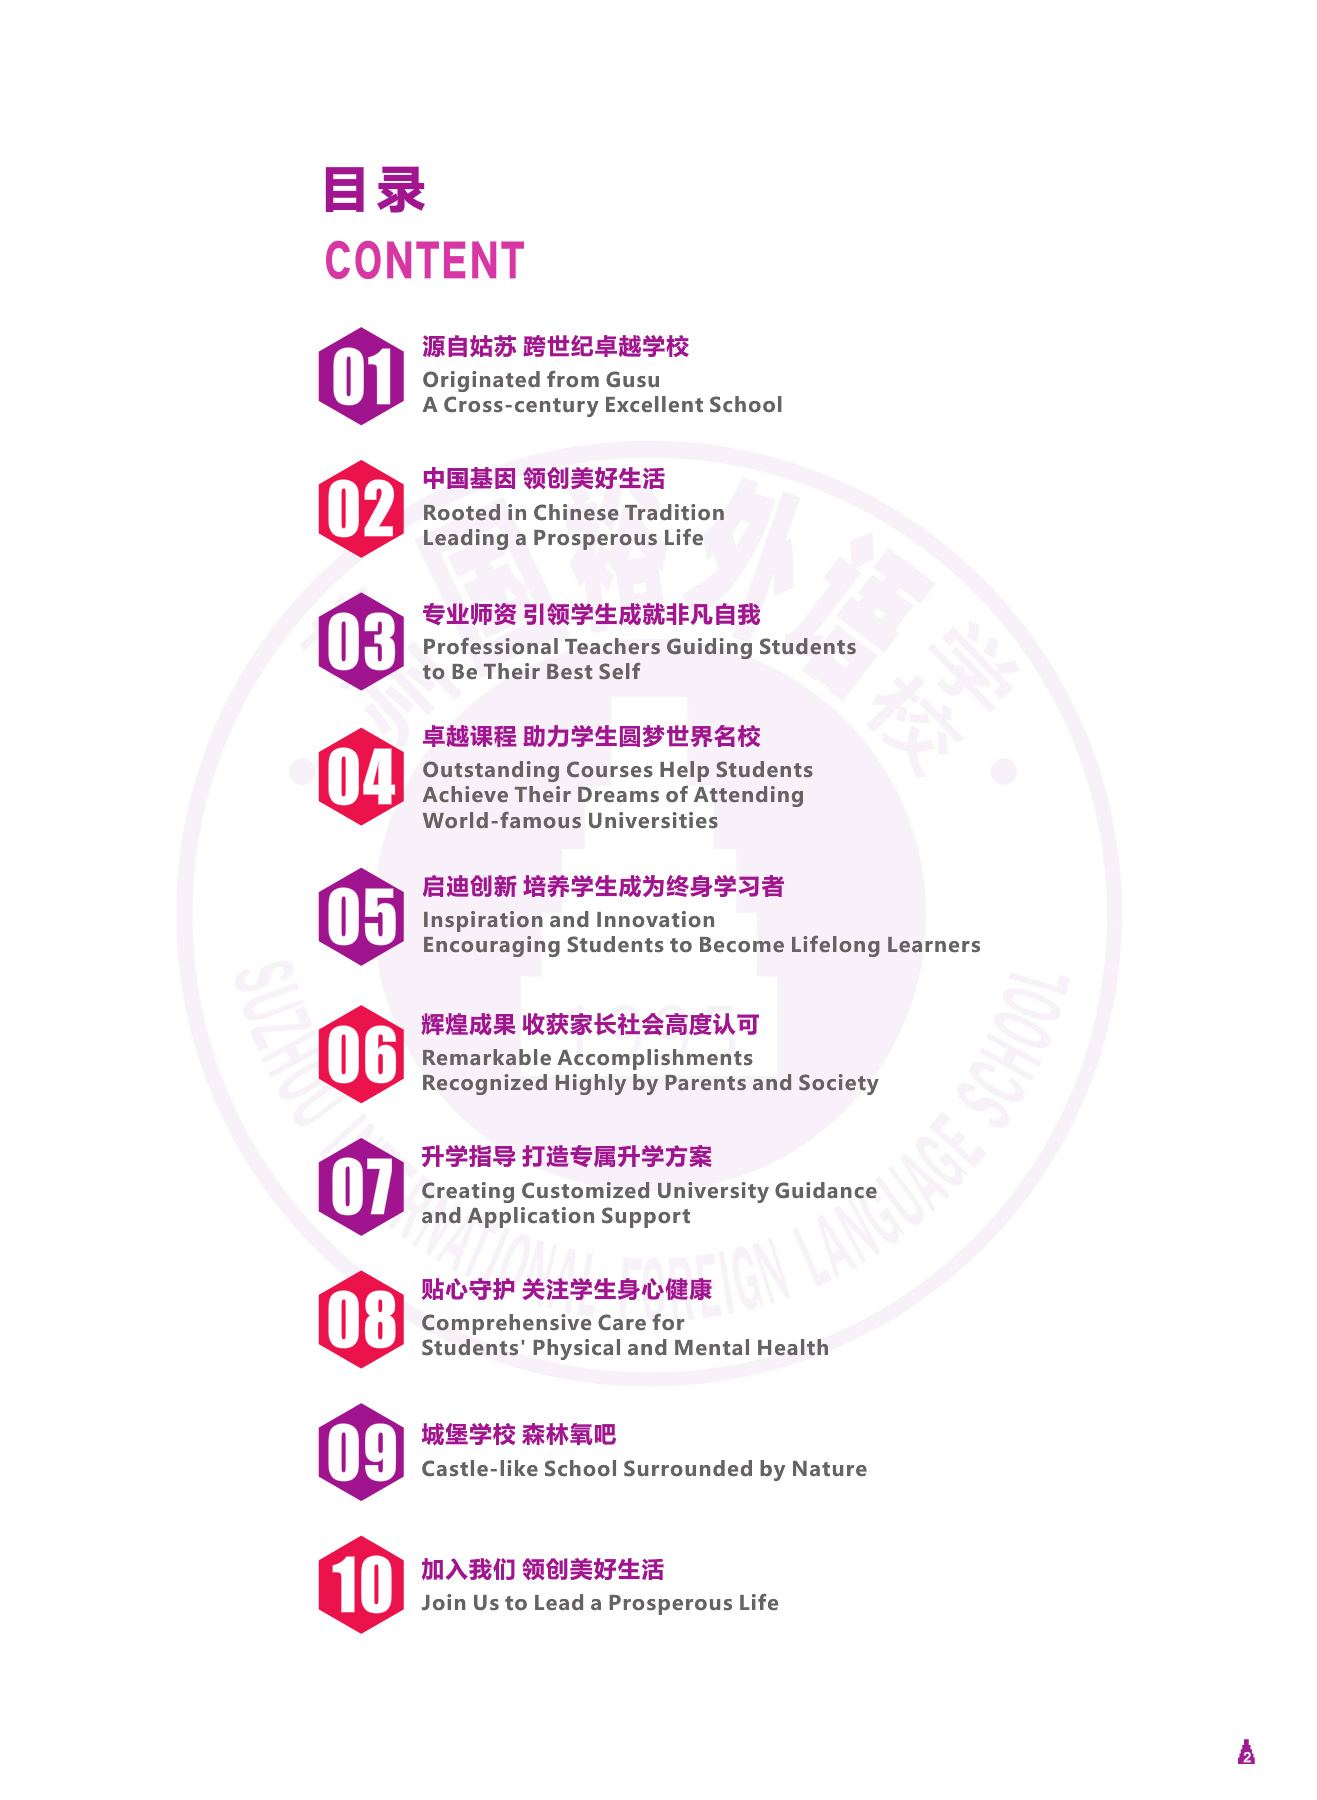 目录
CONTENT
01
源自姑苏 跨世纪卓越学校
Originated from Gusu
A Cross-century Excellent School
02
中国基因 领创美好生活
Rooted in Chinese Tradition
Leading a Prosperous Life
03
专业师资 引领学生成就非凡自我
Professional Teachers Guiding Students
to Be Their Best Self
04
卓越课程 助力学生圆梦世界名校
Outstanding Courses Help Students
Achieve Their Dreams of Attending
World-famous Universities
05
启迪创新 培养学生成为终身学习者
Inspiration and Innovation
Encouraging Students to Become Lifelong Learners
06
辉煌成果 收获家长社会高度认可
Remarkable Accomplishments
Recognized Highly by Parents and Society
07
升学指导 打造专属升学方案
Creating Customized University Guidance
and Application Support
08
贴心守护 关注学生身心健康
Comprehensive Care for
Students' Physical and Mental Health
09
城堡学校 森林氧吧
Castle-like School Surrounded by Nature
10
加入我们 领创美好生活
Join Us to Lead a Prosperous Life
SUZHOU INTERNATIONAL FOREIGN LANGUAGE SCHOOL
2